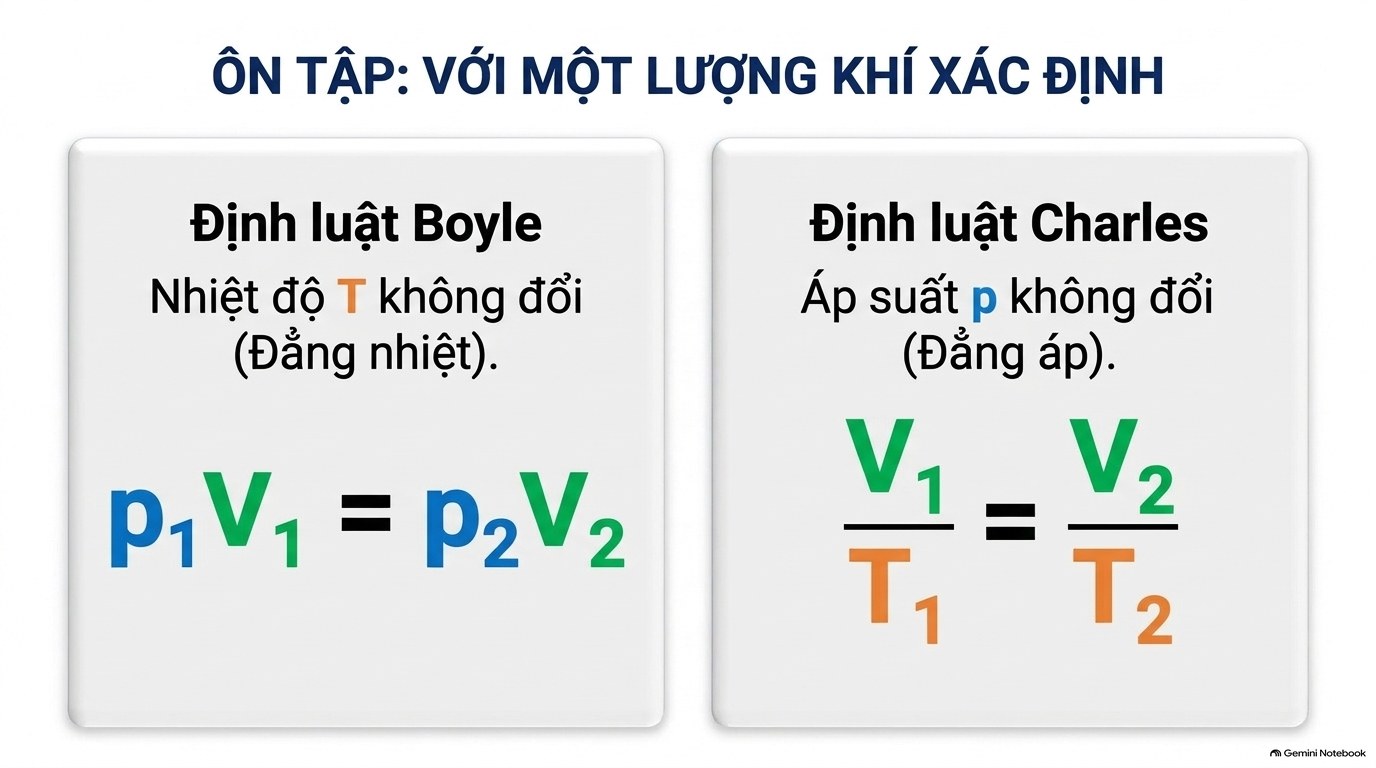 ÔN TẬP: VỚI MỘT LƯỢNG KHÍ XÁC ĐỊNH
Định luật Boyle
Nhiệt độ T không đổi
(Đẳng nhiệt).
p₁V₁ = p₂V₂
Định luật Charles
Áp suất p không đổi
(Đẳng áp).
V₁/T₁ = V₂/T₂
Gemini Notebook